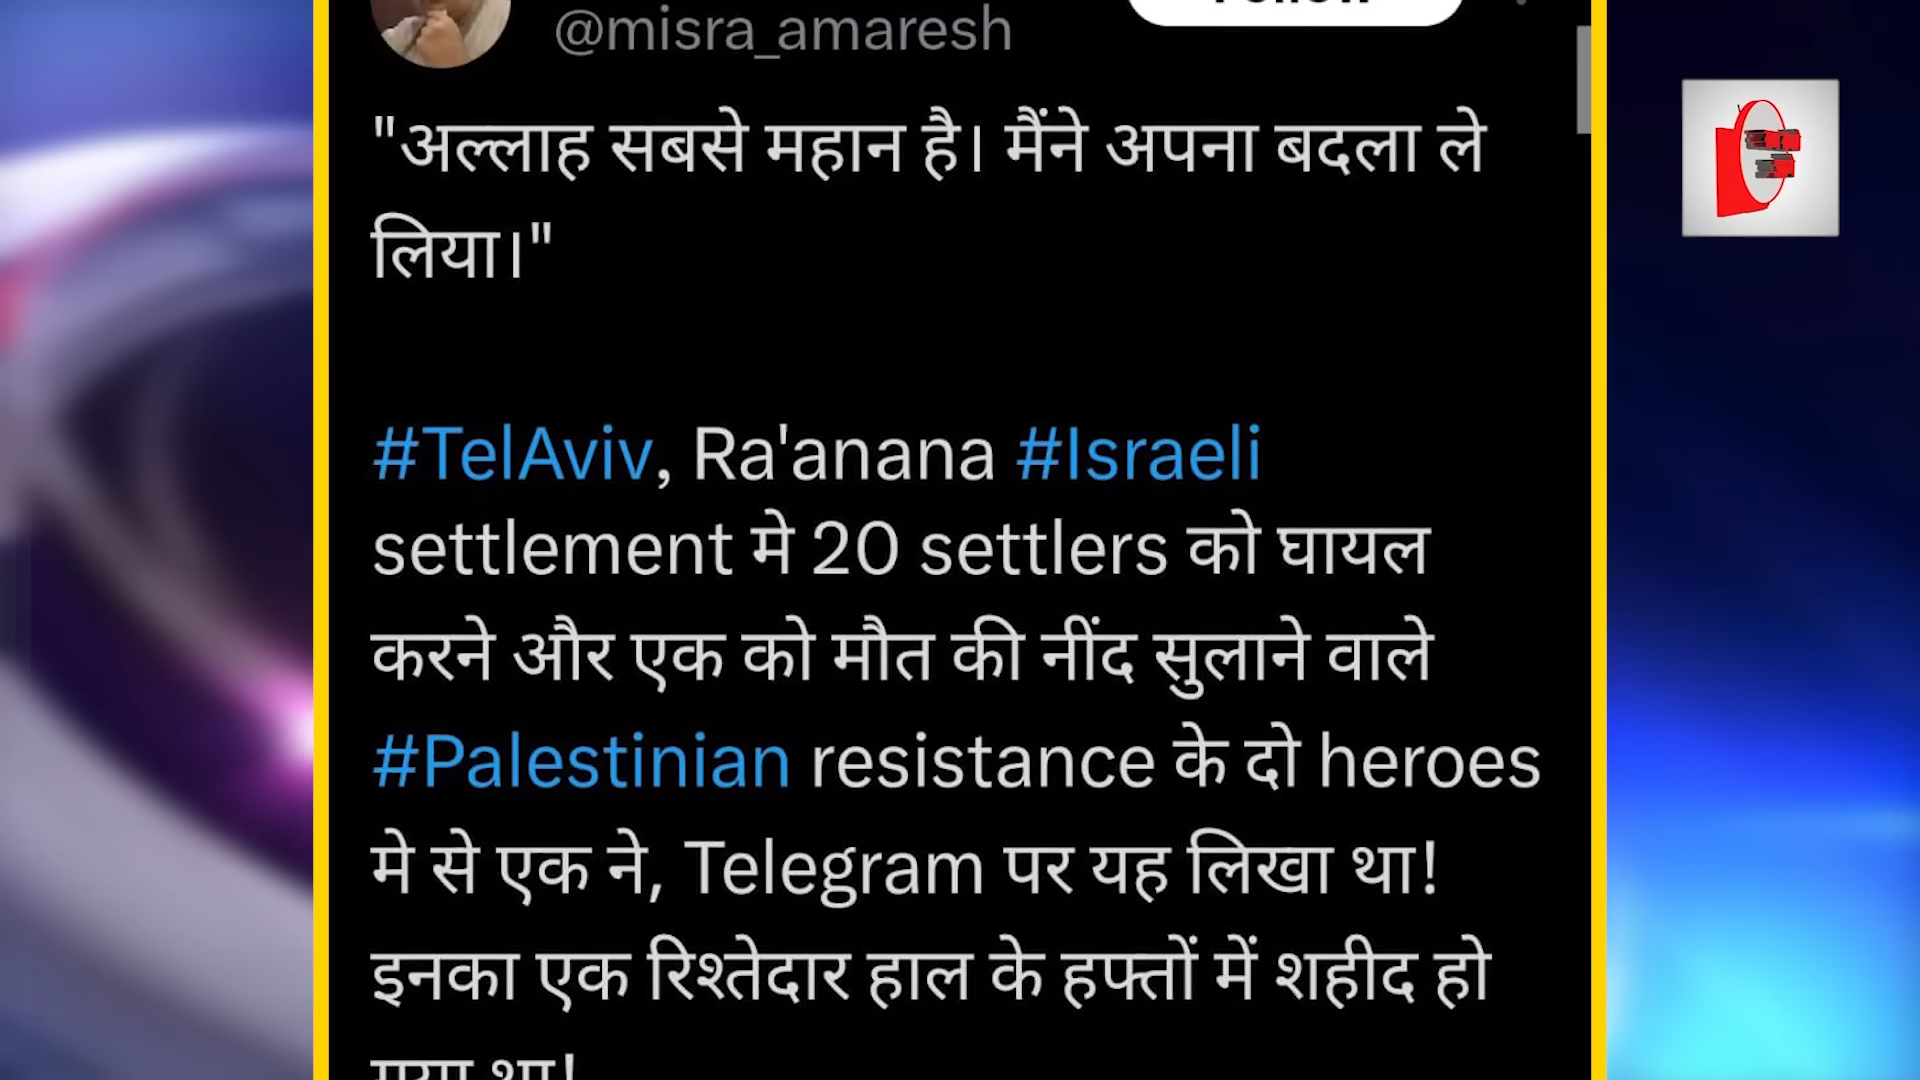 @misra_amaresh
"अल्लाह सबसे महान है। मैंने अपना बदला ले
लिया।"
#TelAviv, Ra'anana #Israeli
settlement मे 20 settlers को घायल
करने और एक को मौत की नींद सुलाने वाले
#Palestinian resistance के दो heroes
मे से एक ने, Telegram पर यह लिखा था!
इनका एक रिश्तेदार हाल के हफ्तों में शहीद हो